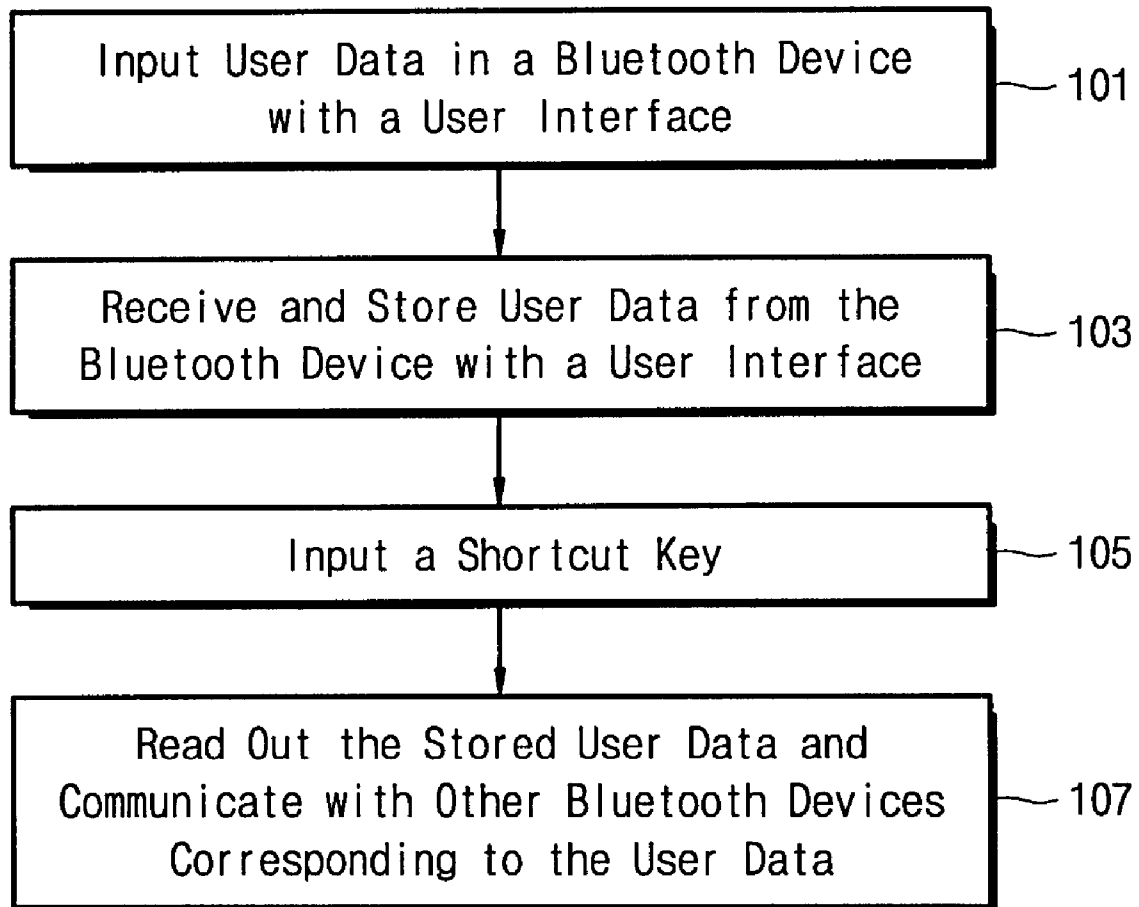 Input User Data in a Bluetooth Device
with a User Interface
101
Receive and Store User Data from the
Bluetooth Device with a User Interface
103
Input a Shortcut Key
105
Read Out the Stored User Data and
Communicate with Other Bluetooth Devices
Corresponding to the User Data
107